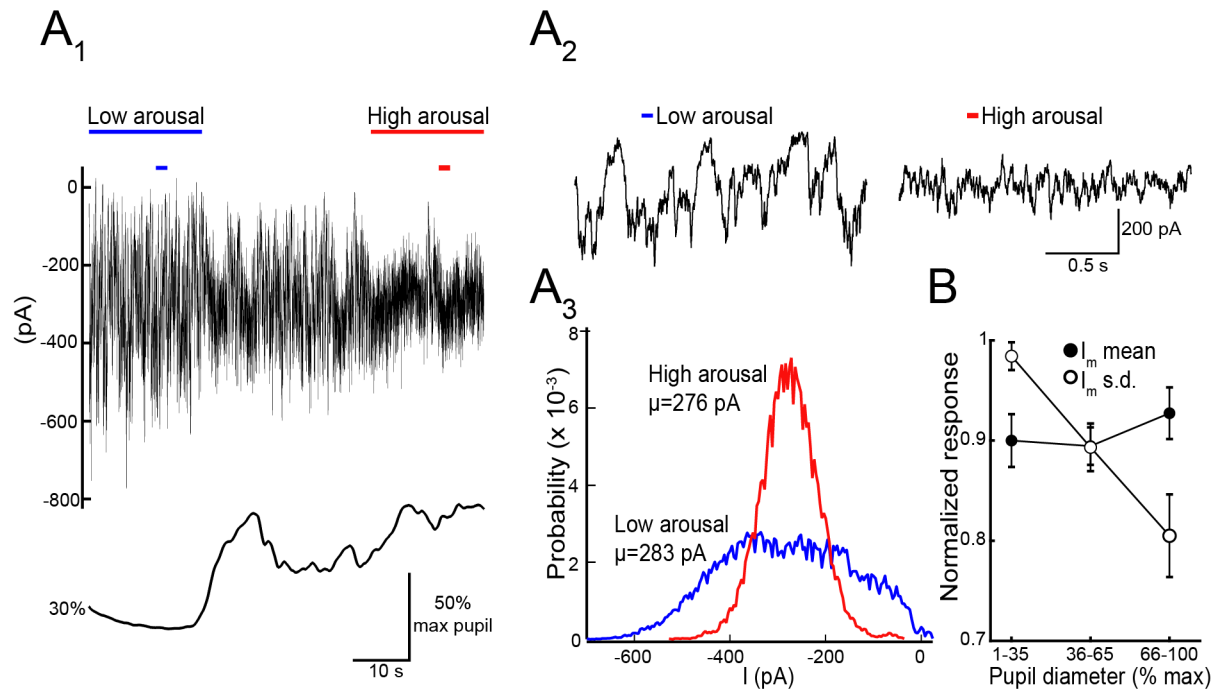 A1
Low arousal
High arousal
0
-200
-400
-600
-800
(pA)
30%
50%
max pupil
10 s
A2
Low arousal
High arousal
200 pA
0.5 s
A3
8
6
4
2
0
Probability (x 10-3)
High arousal
µ=276 pA
Low arousal
µ=283 pA
-600
-400
-200
0
I (pA)
B
1
0.9
0.8
0.7
Normalized response
Im mean
Im s.d.
1-35
36-65
66-100
Pupil diameter (% max)